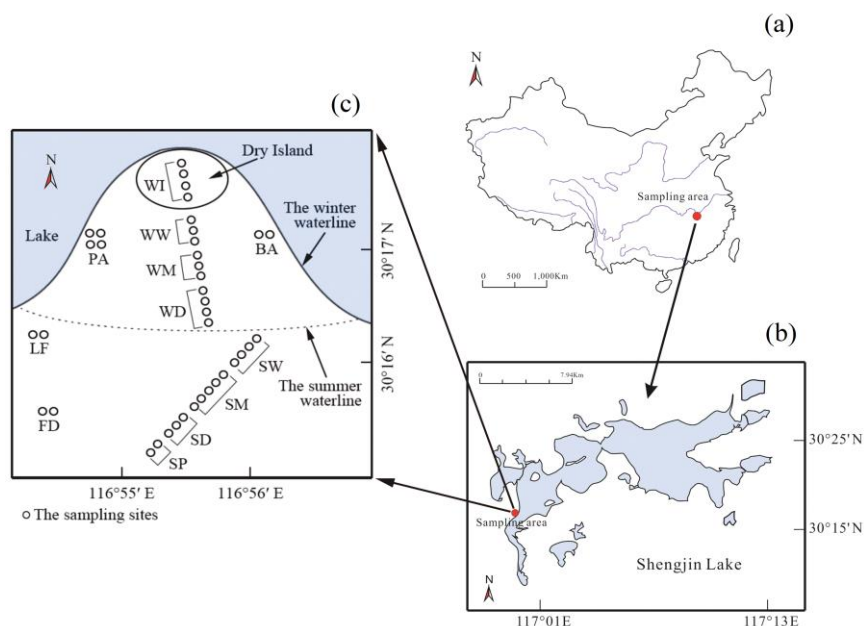 (a)
N
Sampling area
0 500 1,000Km
(c)
N
Dry Island
WI
The winter
waterline
Lake
WW
PA
BA
WM
WD
30°17′ N
LF
SW
30°16′ N
The summer
waterline
SM
FD
SD
SP
116°55′ E
116°56′ E
The sampling sites
(b)
0 7.94Km
30°25′N
Sampling area
30°15′N
Shengjin Lake
N
117°01E
117°13E